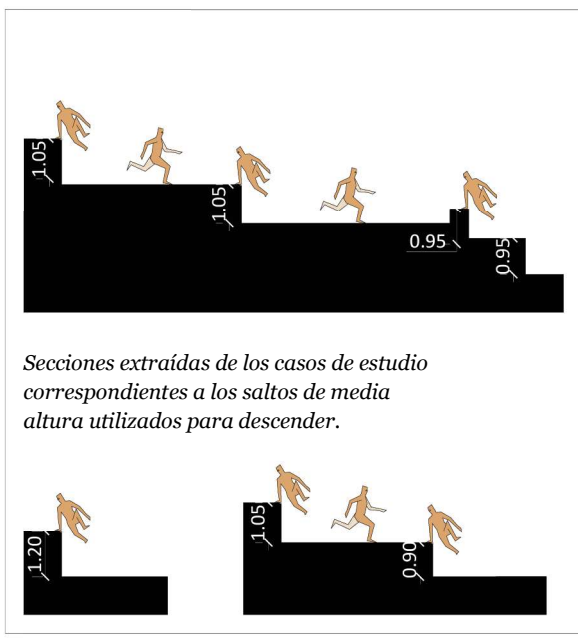 1.05
1.05
0.95
0.95
Secciones extraídas de los casos de estudio
correspondientes a los saltos de media
altura utilizados para descender.
1.20
1.05
0.90